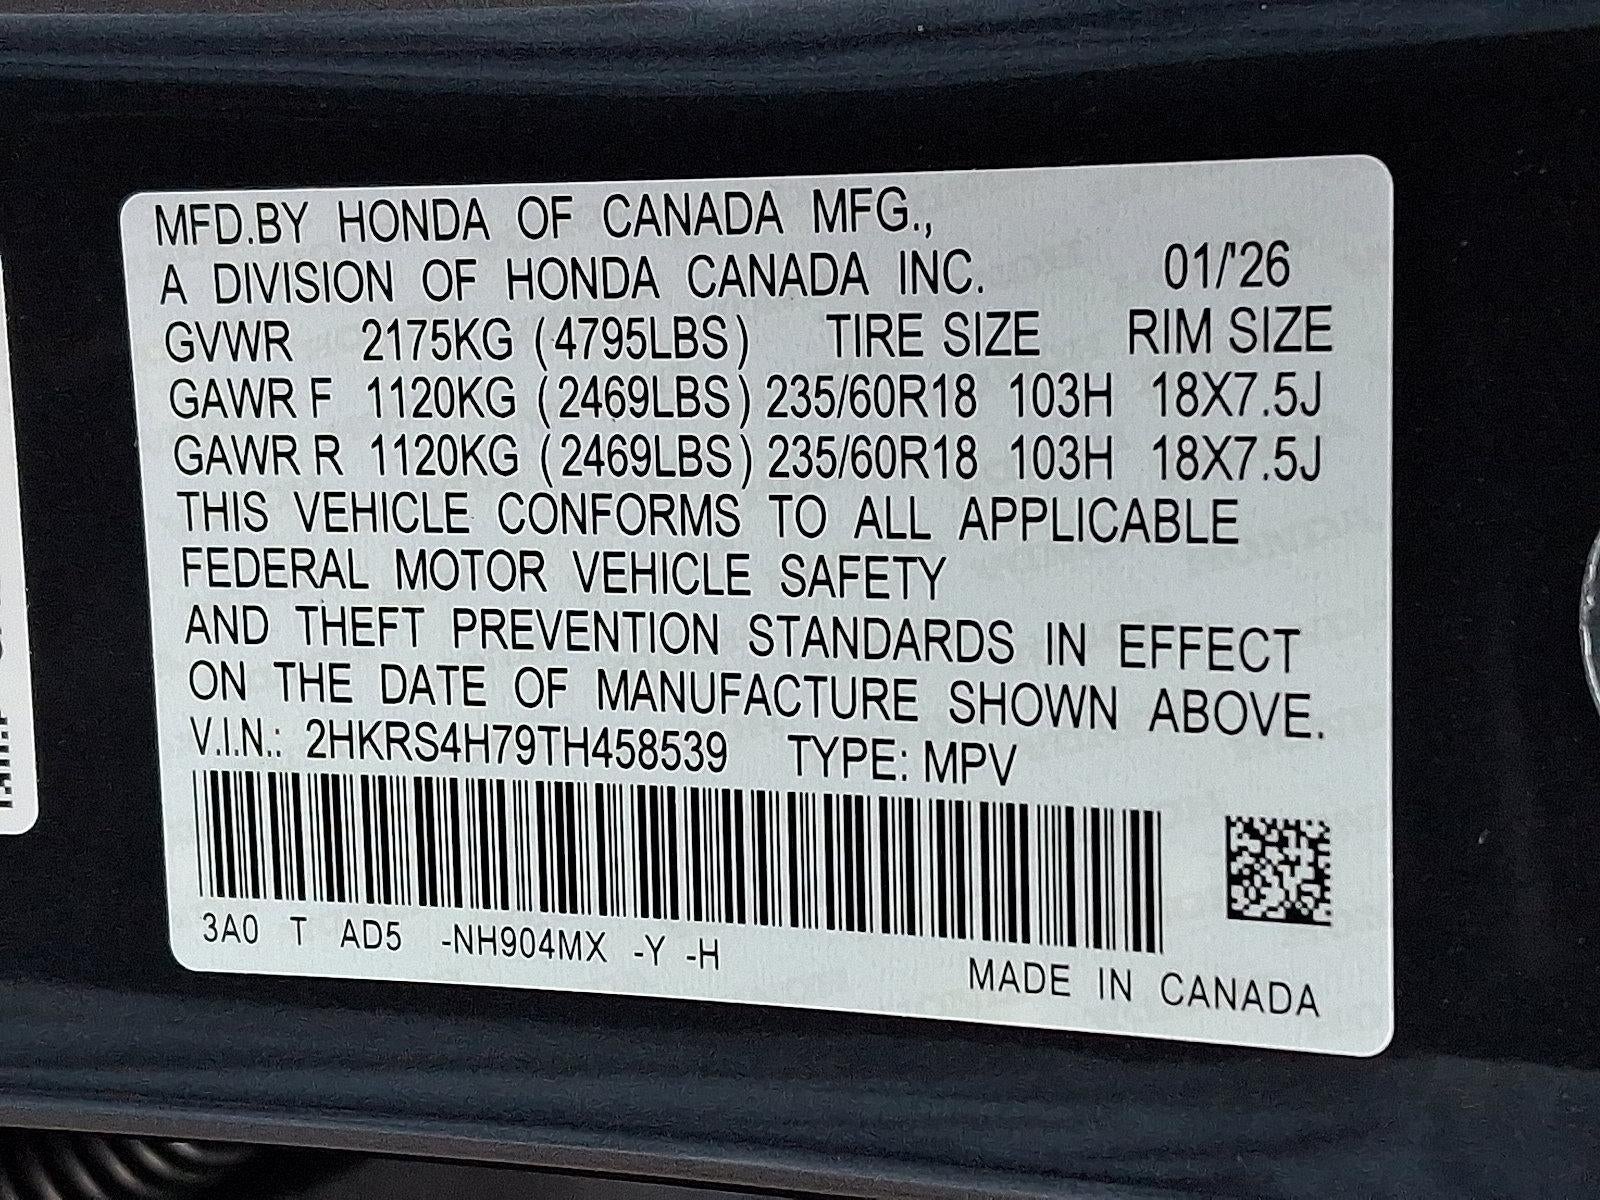 MFD.BY HONDA OF CANADA MFG.,
A DIVISION OF HONDA CANADA INC. 01/'26
GVWR 2175KG (4795LBS) TIRE SIZE RIM SIZE
GAWR F 1120KG (2469LBS) 235/60R18 103H 18X7.5J
GAWR R 1120KG (2469LBS) 235/60R18 103H 18X7.5J
THIS VEHICLE CONFORMS TO ALL APPLICABLE
FEDERAL MOTOR VEHICLE SAFETY
AND THEFT PREVENTION STANDARDS IN EFFECT
ON THE DATE OF MANUFACTURE SHOWN ABOVE.
V.I.N.: 2HKRS4H79TH458539 TYPE: MPV
3A0 T AD5 -NH904MX -Y -H
MADE IN CANADA